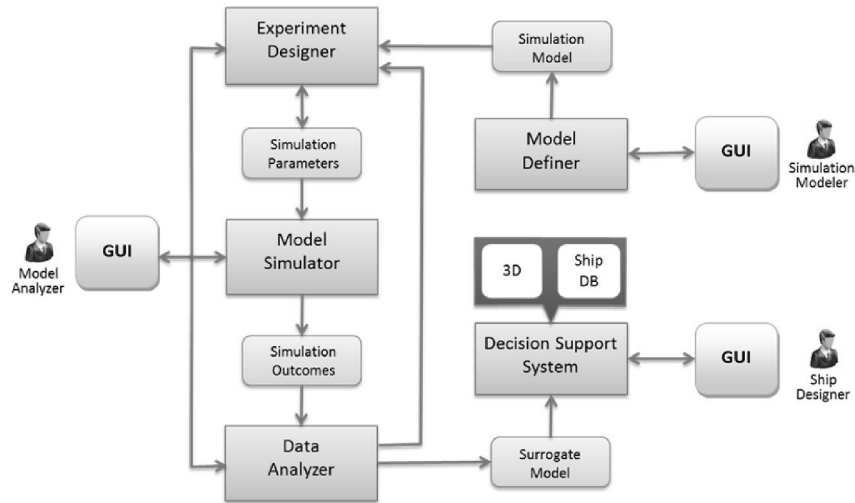 Experiment
Designer
Simulation
Model
Simulation
Parameters
Model
Definer
GUI
Simulation
Modeler
GUI
Model
Analyzer
Model
Simulator
3D
Ship
DB
Simulation
Outcomes
Decision Support
System
GUI
Ship
Designer
Data
Analyzer
Surrogate
Model